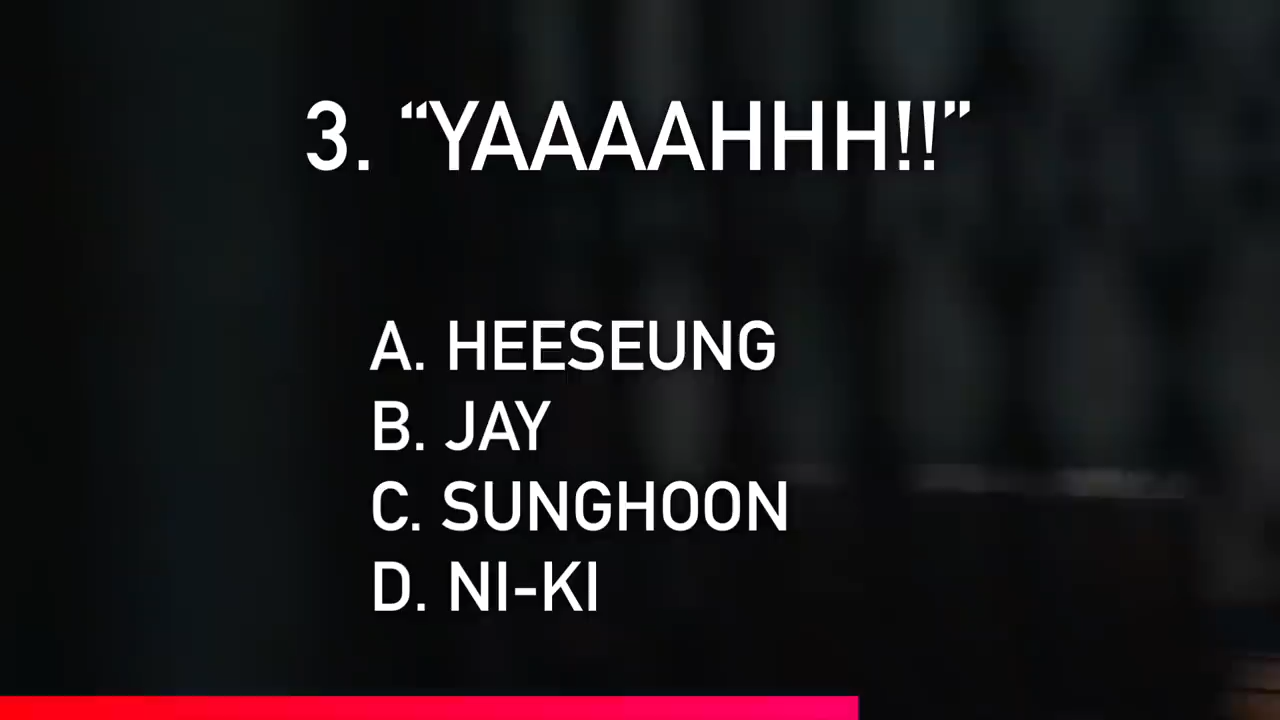 3. “YAAAAHHH!!”
A. HEESEUNG
B. JAY
C. SUNGHOON
D. NI-KI